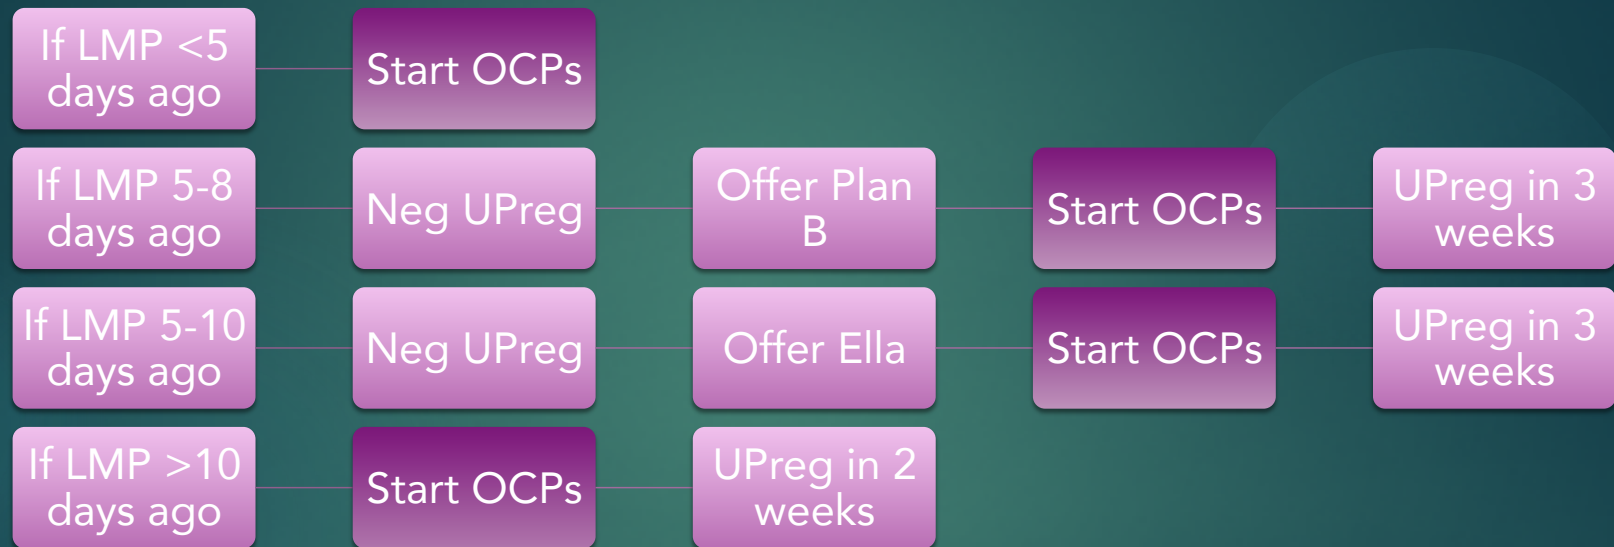 If LMP <5
days ago
Start OCPs
If LMP 5-8
days ago
Neg UPreg
Offer Plan
B
Start OCPs
UPreg in 3
weeks
If LMP 5-10
days ago
Neg UPreg
Offer Ella
Start OCPs
UPreg in 3
weeks
If LMP >10
days ago
Start OCPs
UPreg in 2
weeks